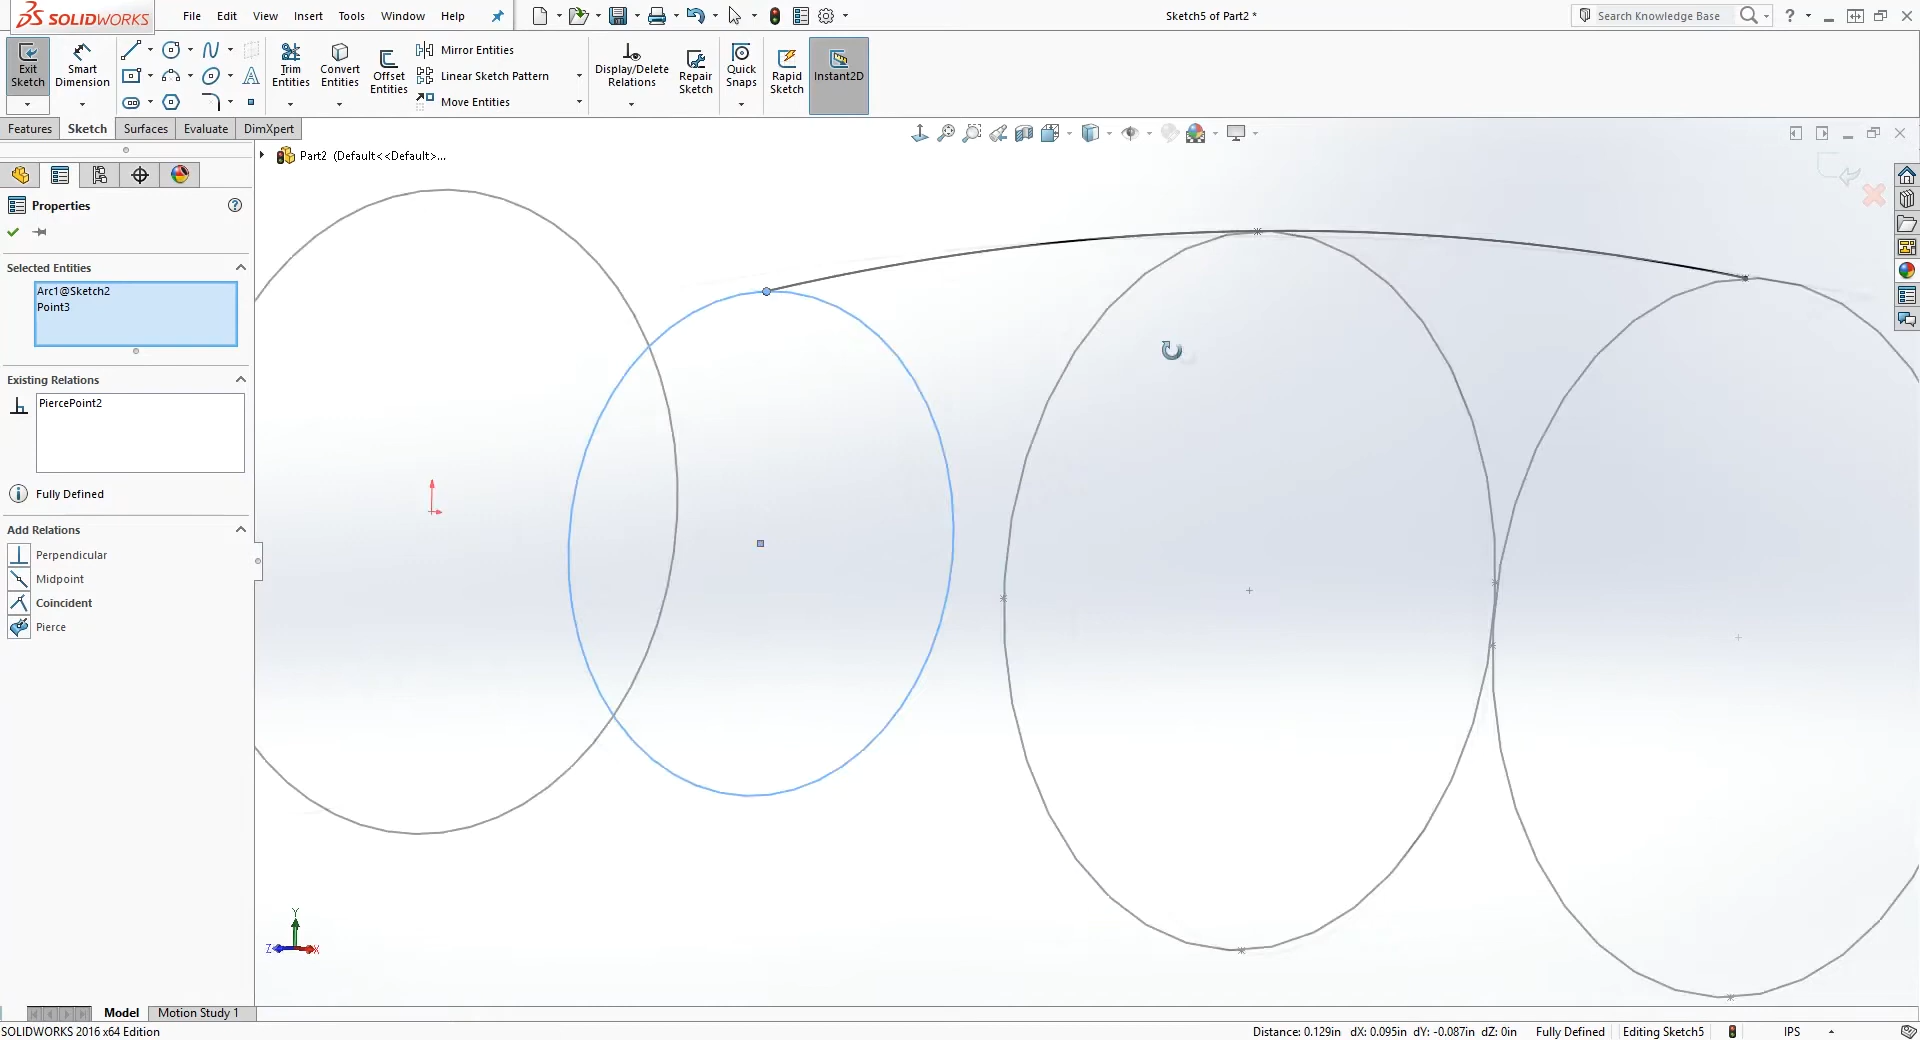 SOLIDWORKS
File Edit View Insert Tools Window Help
Sketch5 of Part2 *
Search Knowledge Base
?
Exit Sketch
Smart Dimension
Trim Entities
Convert Entities
Offset Entities
Mirror Entities
Linear Sketch Pattern
Move Entities
Display/Delete Relations
Repair Sketch
Quick Snaps
Rapid Sketch
Instant2D
Features Sketch Surfaces Evaluate DimXpert
Part2 (Default<<Default>...
Properties
Selected Entities
Arc1@Sketch2
Point3
Existing Relations
PiercePoint2
Fully Defined
Add Relations
Perpendicular
Midpoint
Coincident
Pierce
Y
Z X
Model Motion Study 1
SOLIDWORKS 2016 x64 Edition
Distance: 0.129in dX: 0.095in dY: -0.087in dZ: 0in Fully Defined Editing Sketch5 IPS